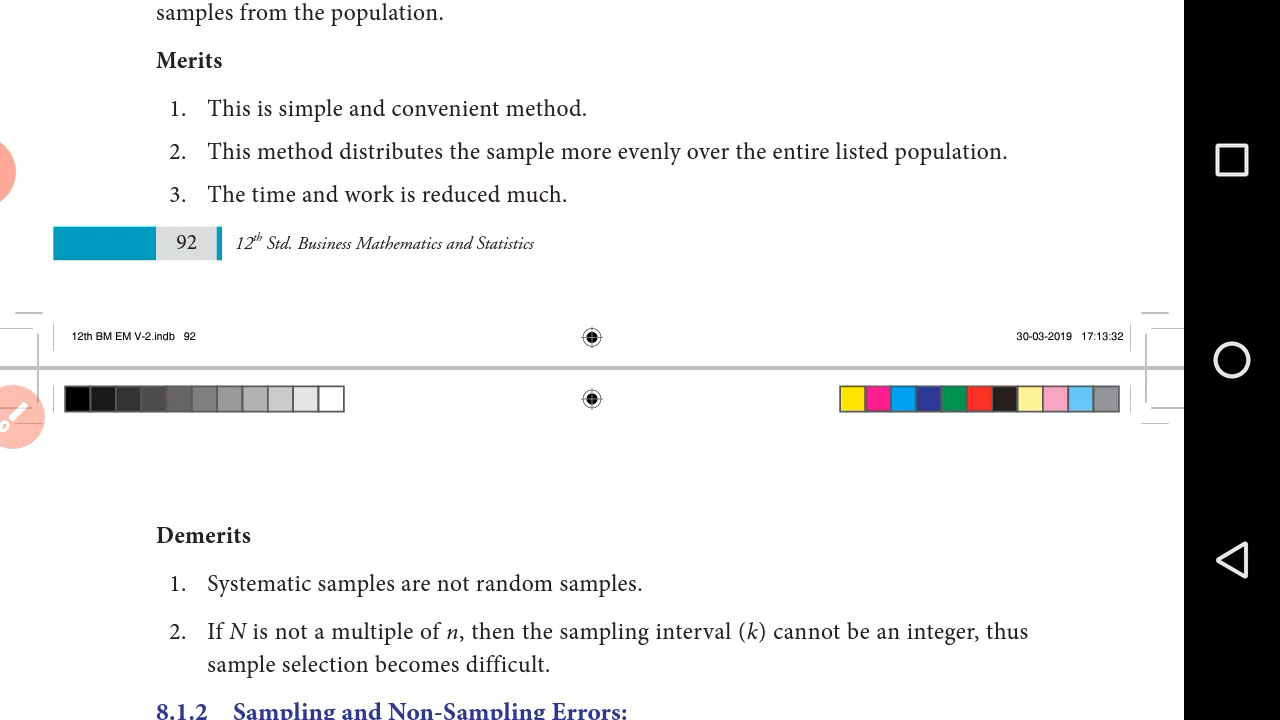 samples from the population.
Merits
1. This is simple and convenient method.
2. This method distributes the sample more evenly over the entire listed population.
3. The time and work is reduced much.
92 12th Std. Business Mathematics and Statistics
12th BM EM V-2.indb 92 30-03-2019 17:13:32
Demerits
1. Systematic samples are not random samples.
2. If N is not a multiple of n, then the sampling interval (k) cannot be an integer, thus
sample selection becomes difficult.
8.1.2 Sampling and Non-Sampling Errors: